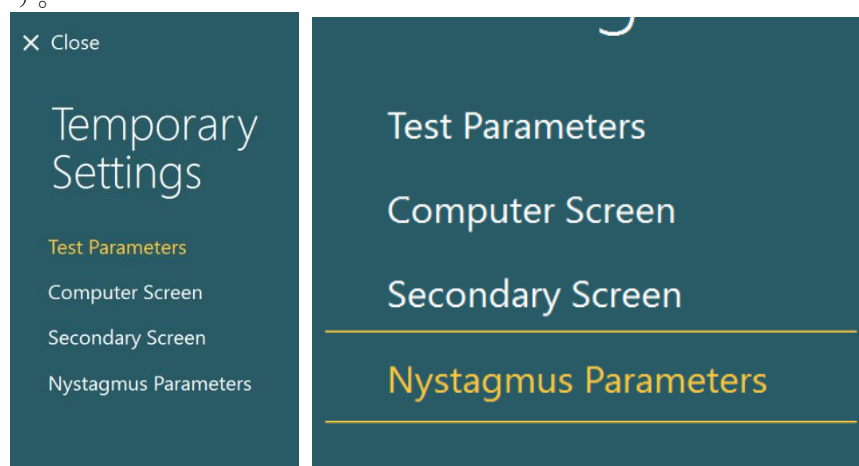 す。
Close
Temporary
Settings
Test Parameters
Computer Screen
Secondary Screen
Nystagmus Parameters
Test Parameters
Computer Screen
Secondary Screen
Nystagmus Parameters